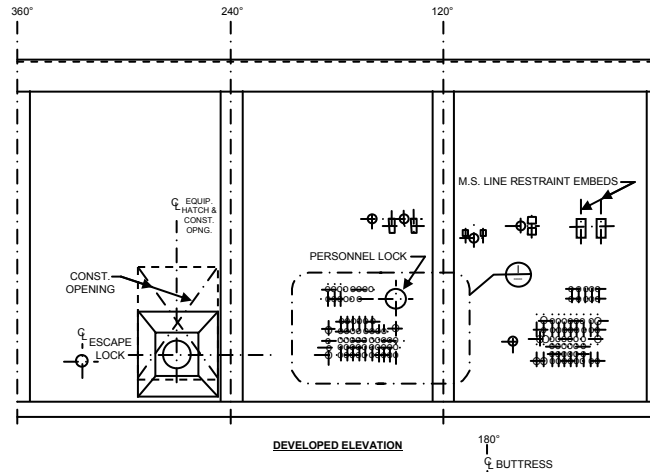 360°
240°
120°
℄ EQUIP.
HATCH &
CONST.
OPNG.
M.S. LINE RESTRAINT EMBEDS
PERSONNEL LOCK
CONST.
OPENING
℄ ESCAPE
LOCK
DEVELOPED ELEVATION
180°
℄ BUTTRESS